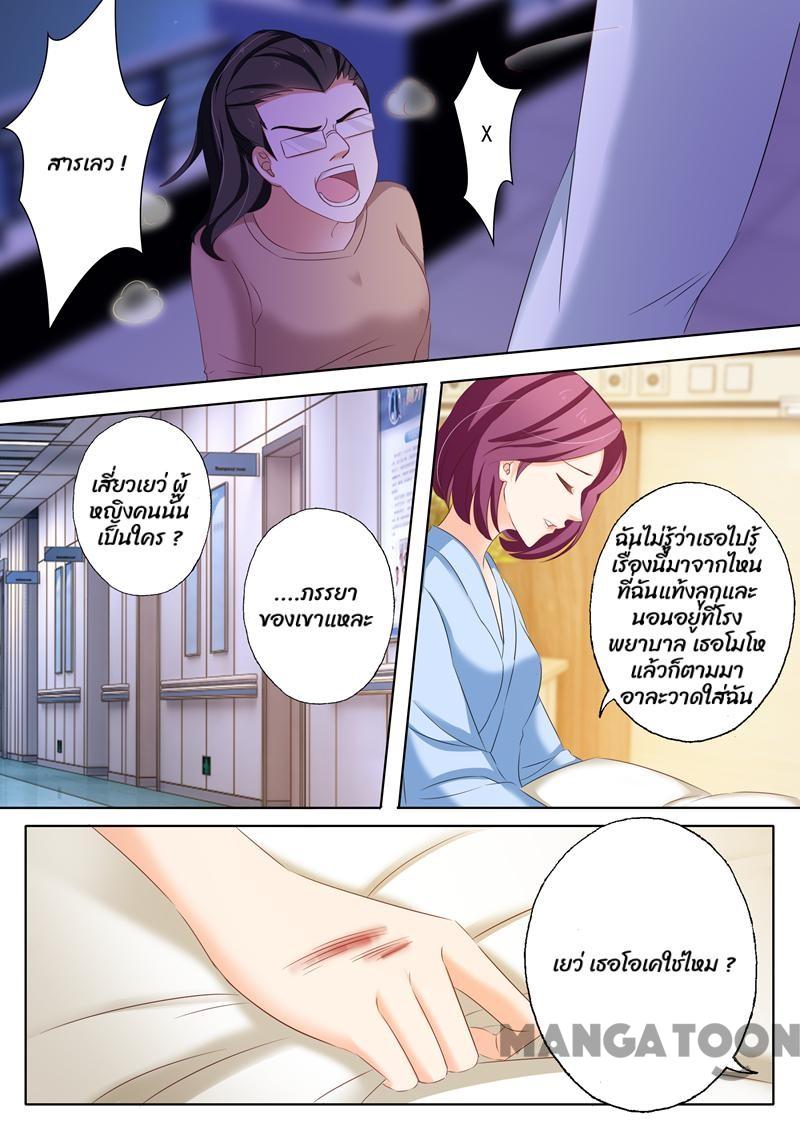 สารเลว !
X
เสี่ยวเยว่ ผู้
หญิงคนนั้น
เป็นใคร ?
....ภรรยา
ของเขาแหละ
ฉันไม่รู้ว่าเธอไปรู้
เรื่องนี้มาจากไหน
ที่ฉันแท้งลูกและ
นอนอยู่ที่โรง
พยาบาล เธอโมโห
แล้วก็ตามมา
อาละวาดใส่ฉัน
เยว่ เธอโอเคใช่ไหม ?
MANGATOON